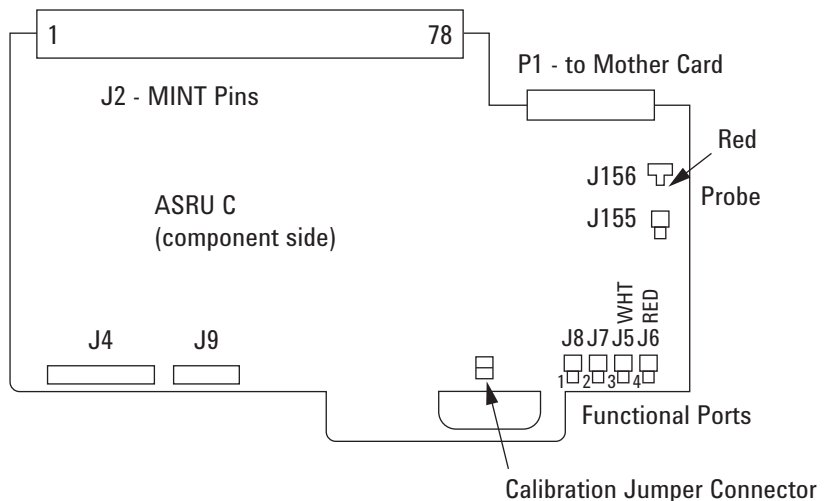 1 78
P1 - to Mother Card
J2 - MINT Pins
Red
J156
Probe
ASRU C
(component side)
J155
WHT
RED
J4
J9
J8 J7 J5 J6
1 2 3 4
Functional Ports
Calibration Jumper Connector